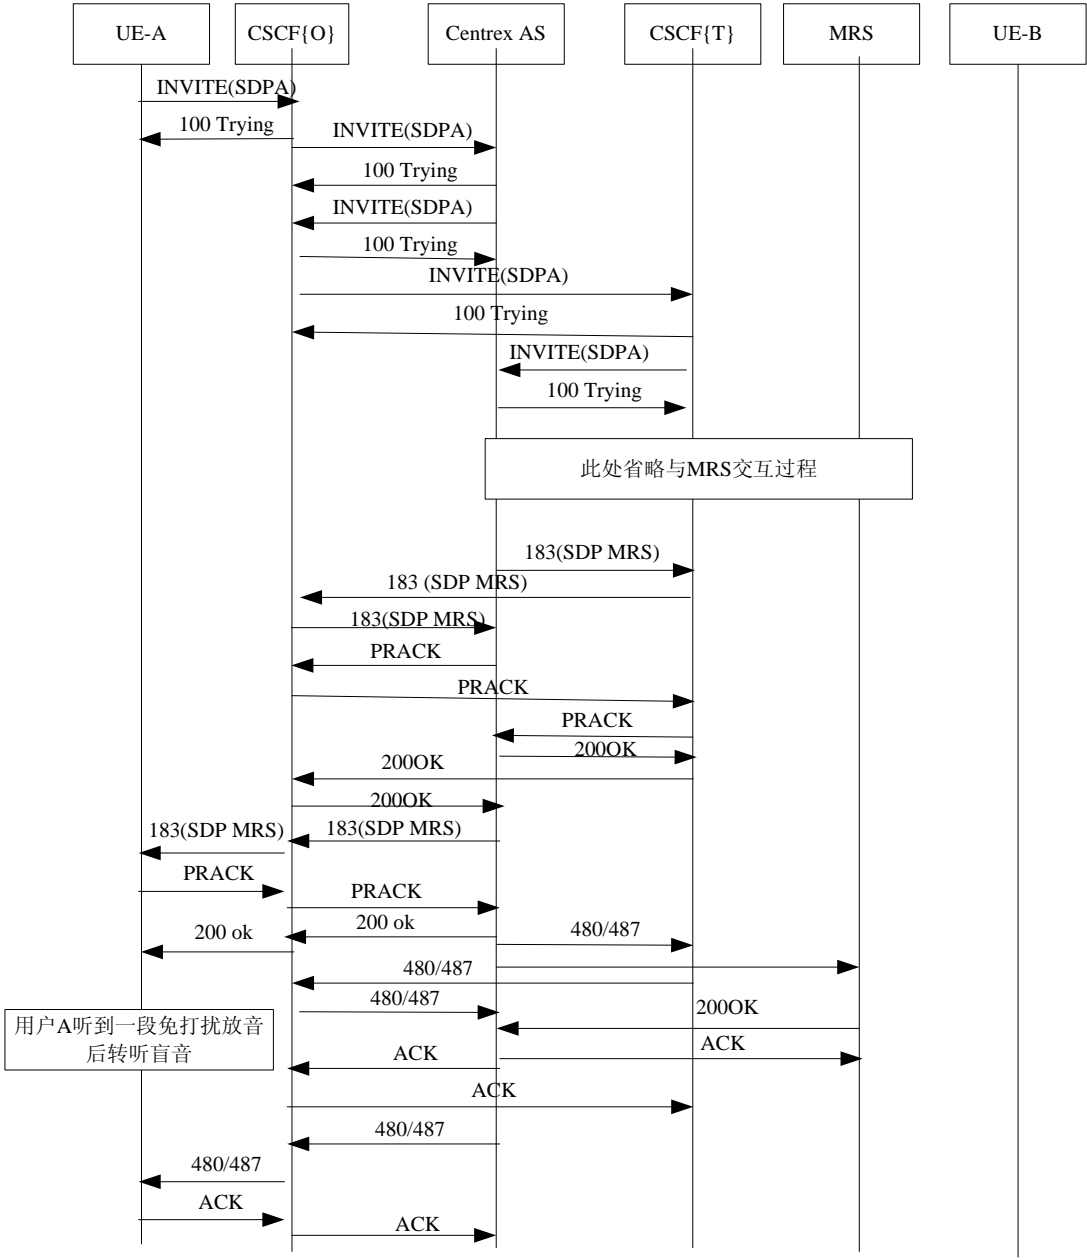 UE-A
CSCF{O}
Centrex AS
CSCF{T}
MRS
UE-B
INVITE(SDPA)
100 Trying
INVITE(SDPA)
100 Trying
INVITE(SDPA)
100 Trying
INVITE(SDPA)
100 Trying
INVITE(SDPA)
100 Trying
此处省略与MRS交互过程
183(SDP MRS)
183 (SDP MRS)
183(SDP MRS)
PRACK
PRACK
PRACK
200OK
200OK
200OK
183(SDP MRS)
183(SDP MRS)
PRACK
PRACK
200 ok
200 ok
480/487
480/487
480/487
200OK
用户A听到一段免打扰放音
后转听盲音
ACK
ACK
ACK
480/487
480/487
ACK
ACK